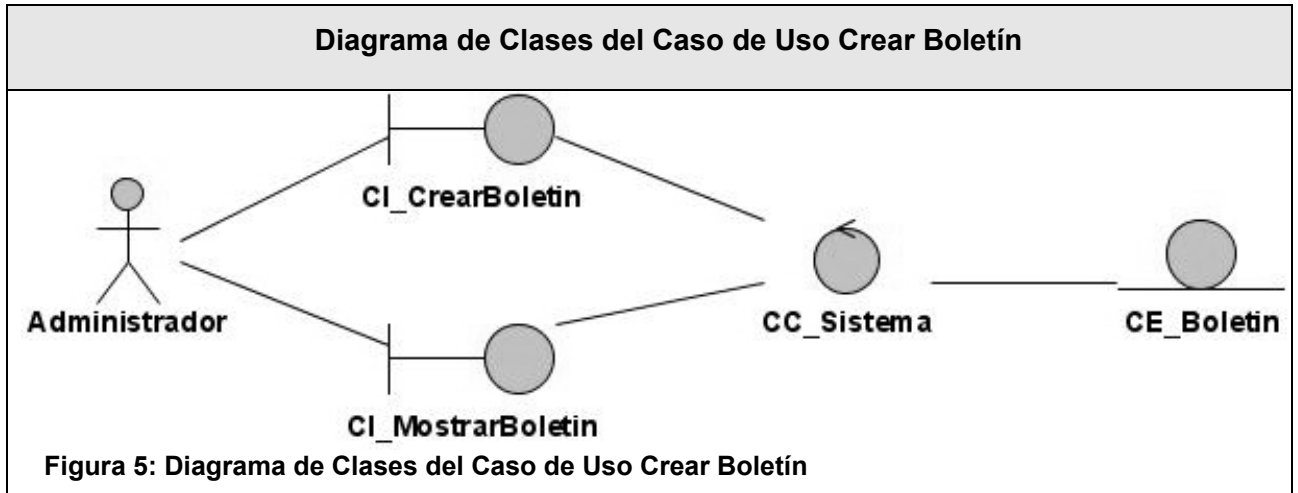 Diagrama de Clases del Caso de Uso Crear Boletín
CI_CrearBoletin
Administrador
CC_Sistema
CE_Boletin
CI_MostrarBoletin
Figura 5: Diagrama de Clases del Caso de Uso Crear Boletín